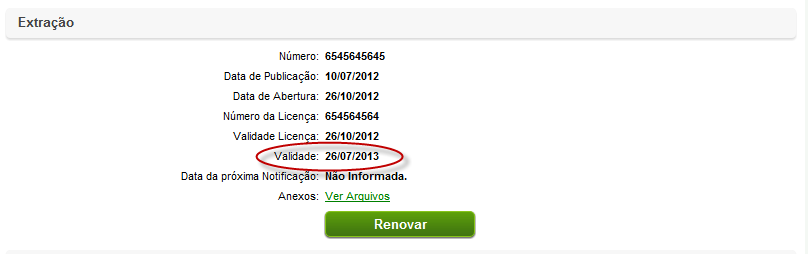 Extração
Número: 6545645645
Data de Publicação: 10/07/2012
Data de Abertura: 26/10/2012
Número da Licença: 654564564
Validade Licença: 26/10/2012
Validade: 26/07/2013
Data da próxima Notificação: Não Informada.
Anexos: Ver Arquivos
Renovar